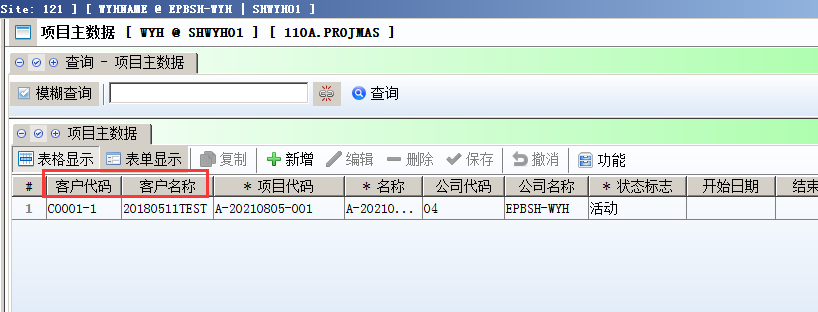 Site: 121 ] [ WYHNAME @ EPBSH-WYH | SHWYH01 ]
项目主数据 [ WYH @ SHWYH01 ] [ 110A.PROJMAS ]
查询 - 项目主数据
模糊查询 查询
项目主数据
表格显示 表单显示 复制 新增 编辑 删除 保存 撤消 功能
# 客户代码 客户名称 * 项目代码 * 名称 公司代码 公司名称 * 状态标志 开始日期 结束
1 C0001-1 20180511TEST A-20210805-001 A-20210... 04 EPBSH-WYH 活动